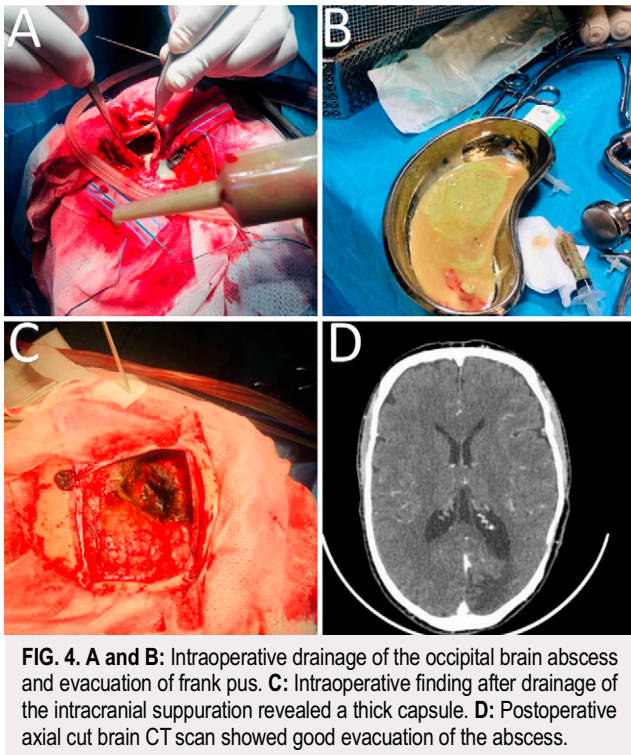 A
B
C
D
FIG. 4. A and B: Intraoperative drainage of the occipital brain abscess
and evacuation of frank pus. C: Intraoperative finding after drainage of
the intracranial suppuration revealed a thick capsule. D: Postoperative
axial cut brain CT scan showed good evacuation of the abscess.